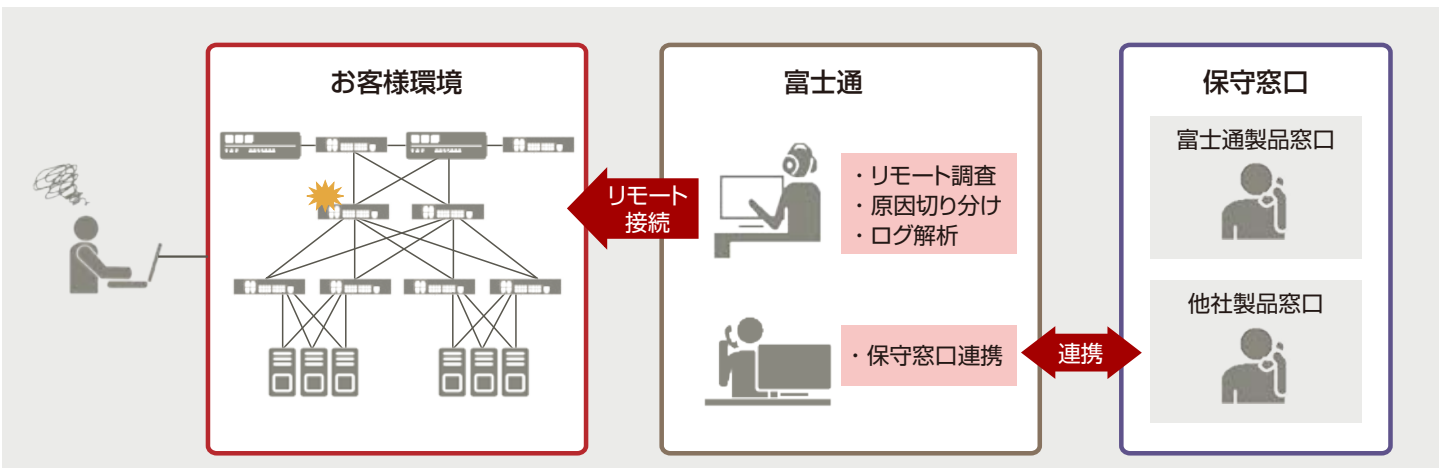 お客様環境
富士通
保守窓口
リモート
接続
・リモート調査
・原因切り分け
・ログ解析
・保守窓口連携
連携
富士通製品窓口
他社製品窓口